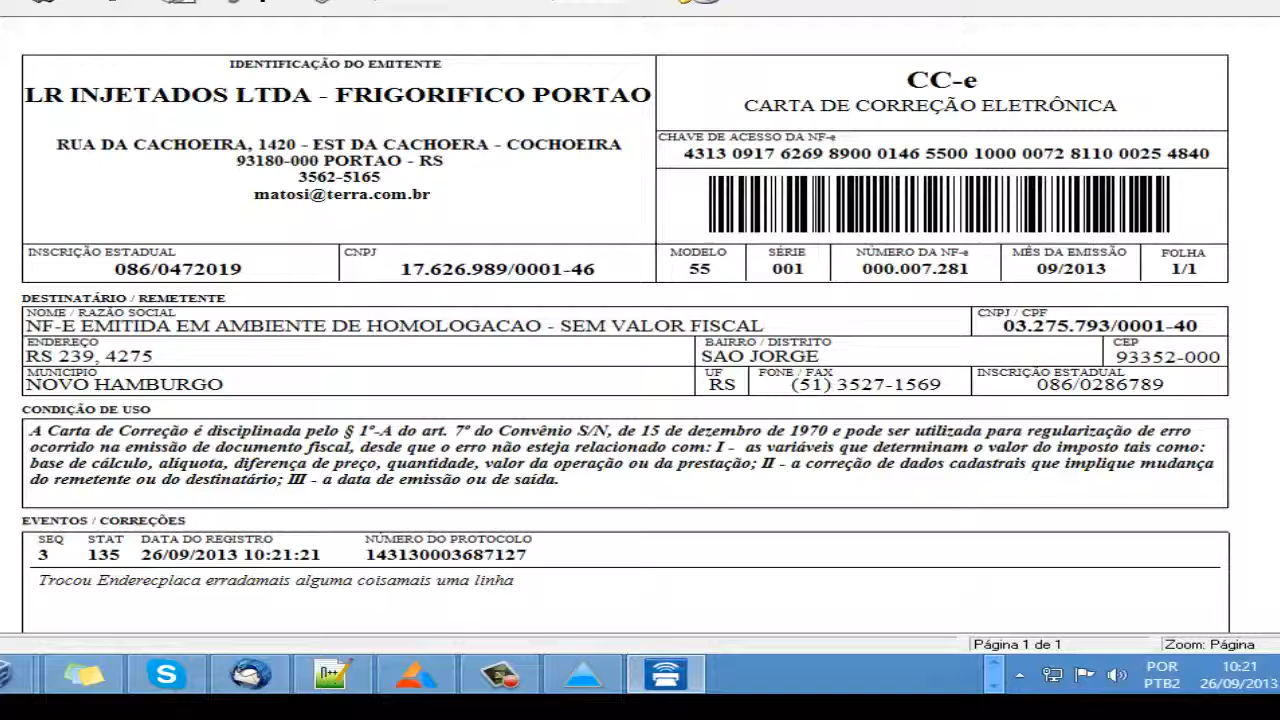 IDENTIFICAÇÃO DO EMITENTE
LR INJETADOS LTDA - FRIGORIFICO PORTAO
RUA DA CACHOEIRA, 1420 - EST DA CACHOERA - COCHOEIRA
93180-000 PORTAO - RS
3562-5165
matosi@terra.com.br
CC-e
CARTA DE CORREÇÃO ELETRÔNICA
CHAVE DE ACESSO DA NF-e
4313 0917 6269 8900 0146 5500 1000 0072 8110 0025 4840
INSCRIÇÃO ESTADUAL CNPJ MODELO SÉRIE NÚMERO DA NF-e MÊS DA EMISSÃO FOLHA
086/0472019 17.626.989/0001-46 55 001 000.007.281 09/2013 1/1
DESTINATÁRIO / REMETENTE
NOME / RAZÃO SOCIAL CNPJ / CPF
NF-E EMITIDA EM AMBIENTE DE HOMOLOGACAO - SEM VALOR FISCAL 03.275.793/0001-40
ENDEREÇO BAIRRO / DISTRITO CEP
RS 239, 4275 SAO JORGE 93352-000
MUNICIPIO UF FONE / FAX INSCRIÇÃO ESTADUAL
NOVO HAMBURGO RS (51) 3527-1569 086/0286789
CONDIÇÃO DE USO
A Carta de Correção é disciplinada pelo § 1º-A do art. 7º do Convênio S/N, de 15 de dezembro de 1970 e pode ser utilizada para regularização de erro
ocorrido na emissão de documento fiscal, desde que o erro não esteja relacionado com: I - as variáveis que determinam o valor do imposto tais como:
base de cálculo, alíquota, diferença de preço, quantidade, valor da operação ou da prestação; II - a correção de dados cadastrais que implique mudança
do remetente ou do destinatário; III - a data de emissão ou de saída.
EVENTOS / CORREÇÕES
SEQ STAT DATA DO REGISTRO NÚMERO DO PROTOCOLO
3 135 26/09/2013 10:21:21 143130003687127
Trocou Enderecplaca erradamais alguma coisamais uma linha
Página 1 de 1 Zoom: Página
POR 10:21
PTB2 26/09/2013